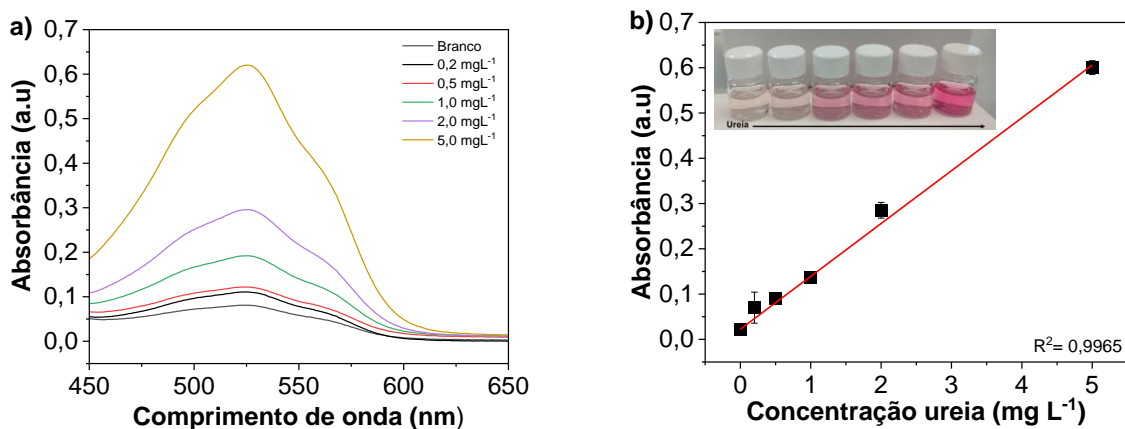 a)
Absorbância (a.u)
0,7
0,6
0,5
0,4
0,3
0,2
0,1
0,0
450
500
550
600
650
Comprimento de onda (nm)
Branco
0,2 mgL⁻¹
0,5 mgL⁻¹
1,0 mgL⁻¹
2,0 mgL⁻¹
5,0 mgL⁻¹
b)
Absorbância (a.u)
0,7
0,6
0,5
0,4
0,3
0,2
0,1
0,0
Ureia
R²= 0,9965
0
1
2
3
4
5
Concentração ureia (mg L⁻¹)